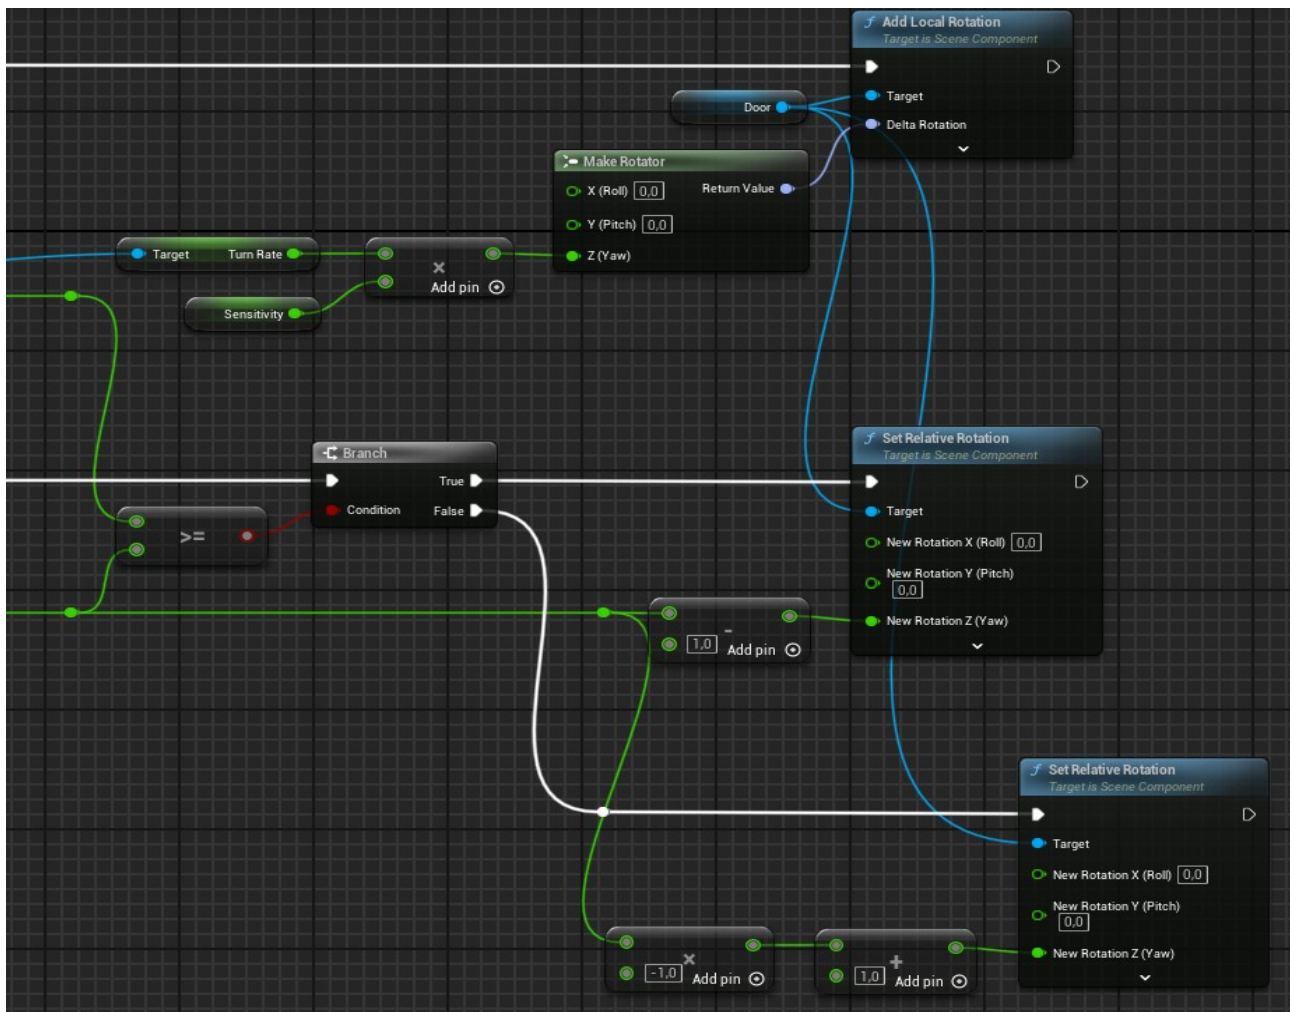 Add Local Rotation
Target is Scene Component
Target
Door
Delta Rotation
Make Rotator
X (Roll) 0,0
Return Value
Y (Pitch) 0,0
Z (Yaw)
Target Turn Rate
×
Add pin
Sensitivity
Branch
True
Condition
False
>=
Set Relative Rotation
Target is Scene Component
Target
New Rotation X (Roll) 0,0
New Rotation Y (Pitch)
0,0
New Rotation Z (Yaw)
-
1,0 Add pin
Set Relative Rotation
Target is Scene Component
Target
New Rotation X (Roll) 0,0
New Rotation Y (Pitch)
0,0
New Rotation Z (Yaw)
×
-1,0 Add pin
+
1,0 Add pin